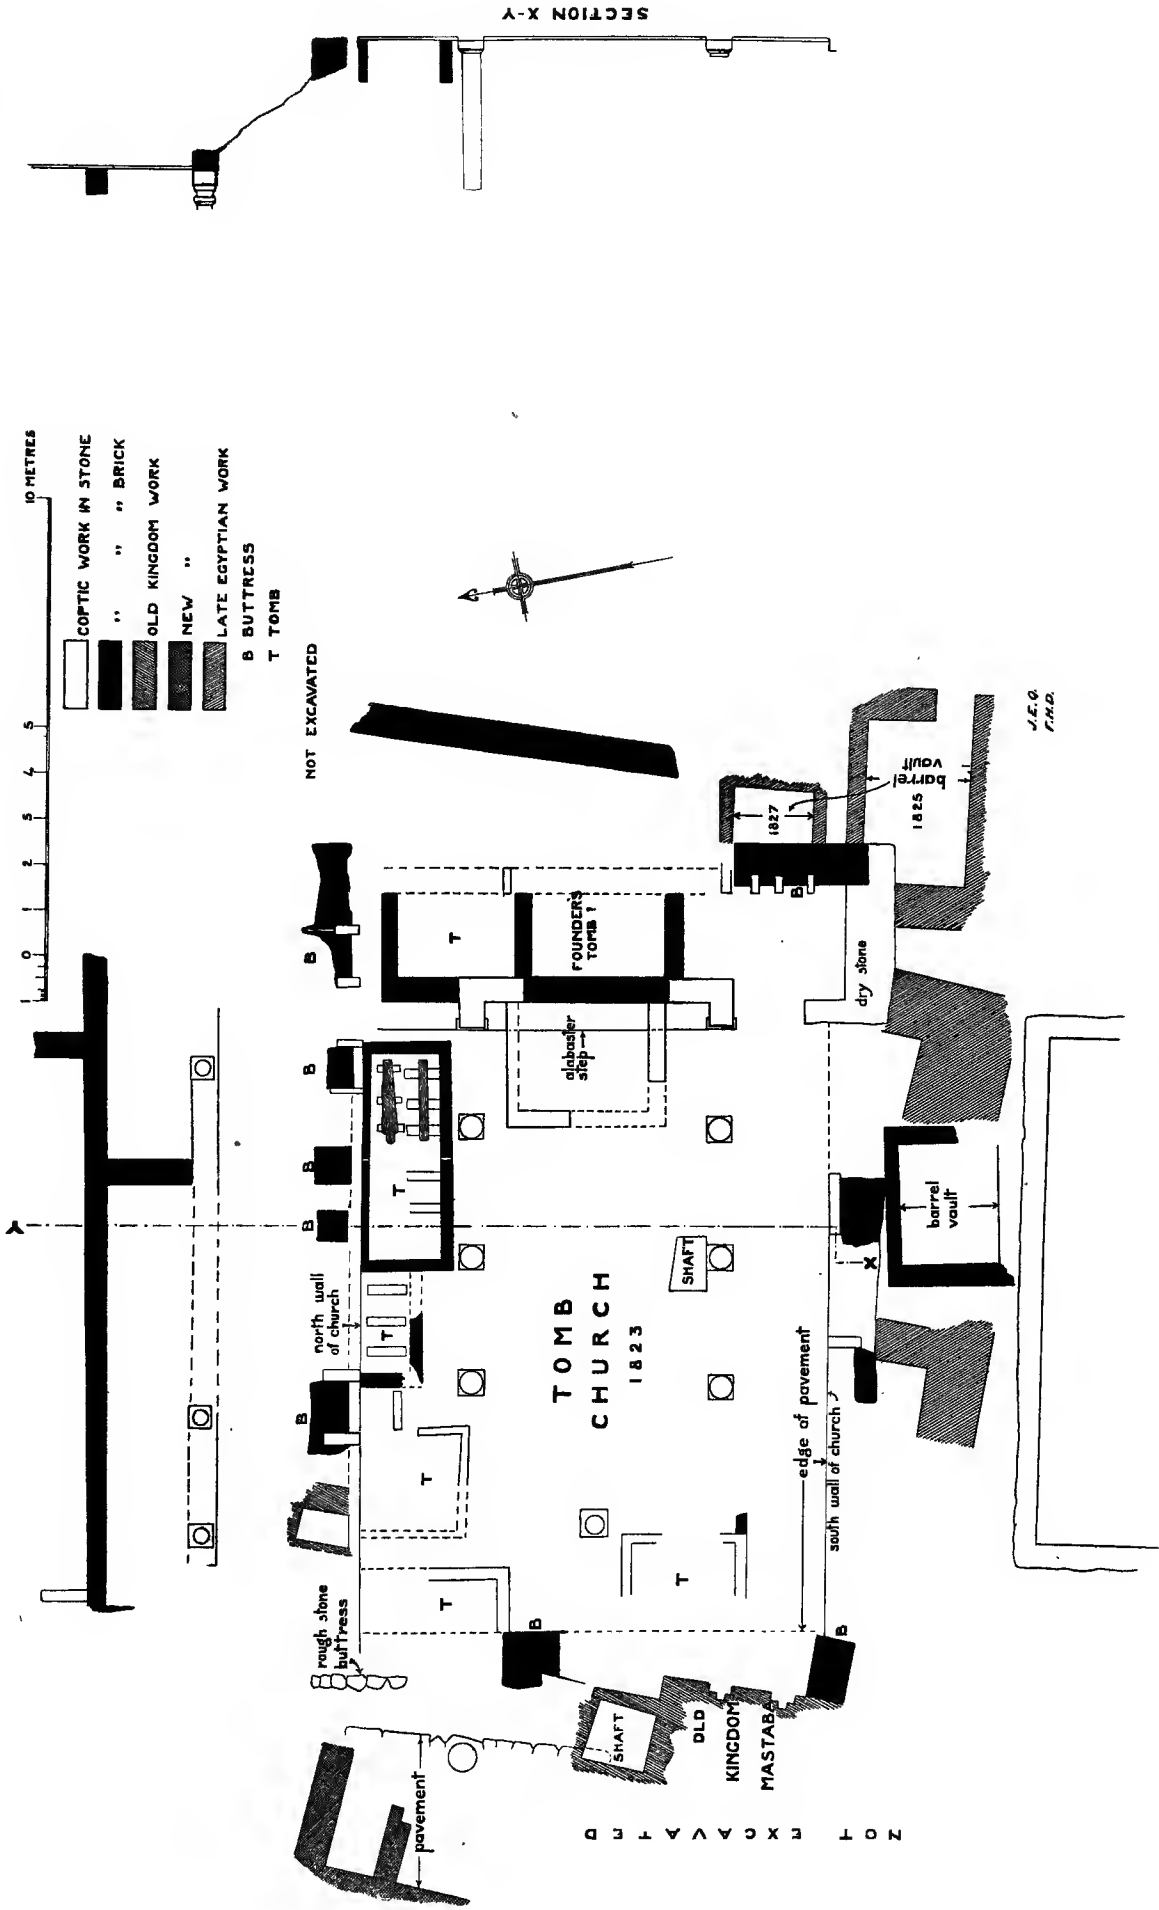 SECTION X-Y
10 METRES
5
4
3
2
1
0
1
COPTIC WORK IN STONE
" " " BRICK
OLD KINGDOM WORK
NEW "
LATE EGYPTIAN WORK
B BUTTRESS
T TOMB
NOT EXCAVATED
Y
B
B
B
B
B
north wall
of church
rough stone
buttress
T
FOUNDER'S
TOMB ?
alabaster
step
T
T
T
T
T
SHAFT
TOMB
CHURCH
1823
edge of pavement
south wall of church
X
barrel
vault
dry stone
B
1827
barrel
vault
1825
J.E.Q.
F.H.D.
B
B
SHAFT
OLD
KINGDOM
MASTABA
pavement
NOT EXCAVATED